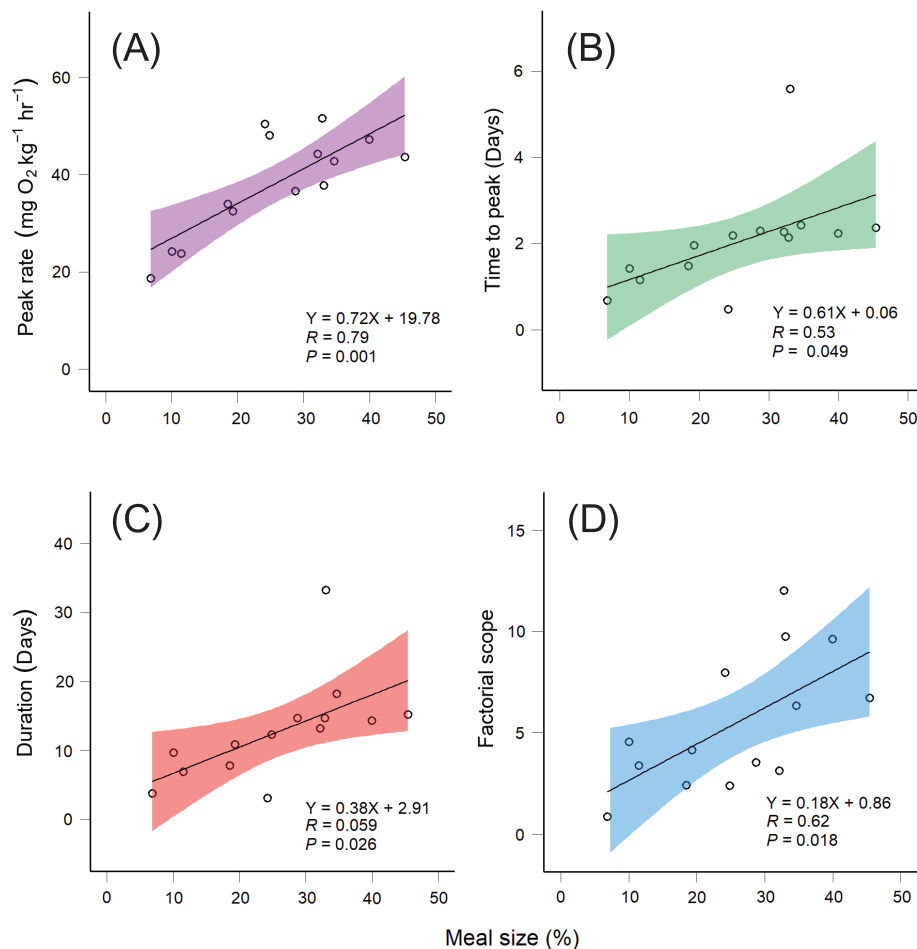 (A)
Peak rate (mg O₂ kg⁻¹ hr⁻¹)
60
40
20
0
Y = 0.72X + 19.78
R = 0.79
P = 0.001
0 10 20 30 40 50
(B)
Time to peak (Days)
6
4
2
0
Y = 0.61X + 0.06
R = 0.53
P = 0.049
0 10 20 30 40 50
(C)
Duration (Days)
40
30
20
10
0
Y = 0.38X + 2.91
R = 0.059
P = 0.026
0 10 20 30 40 50
(D)
Factorial scope
15
10
5
0
Y = 0.18X + 0.86
R = 0.62
P = 0.018
0 10 20 30 40 50
Meal size (%)